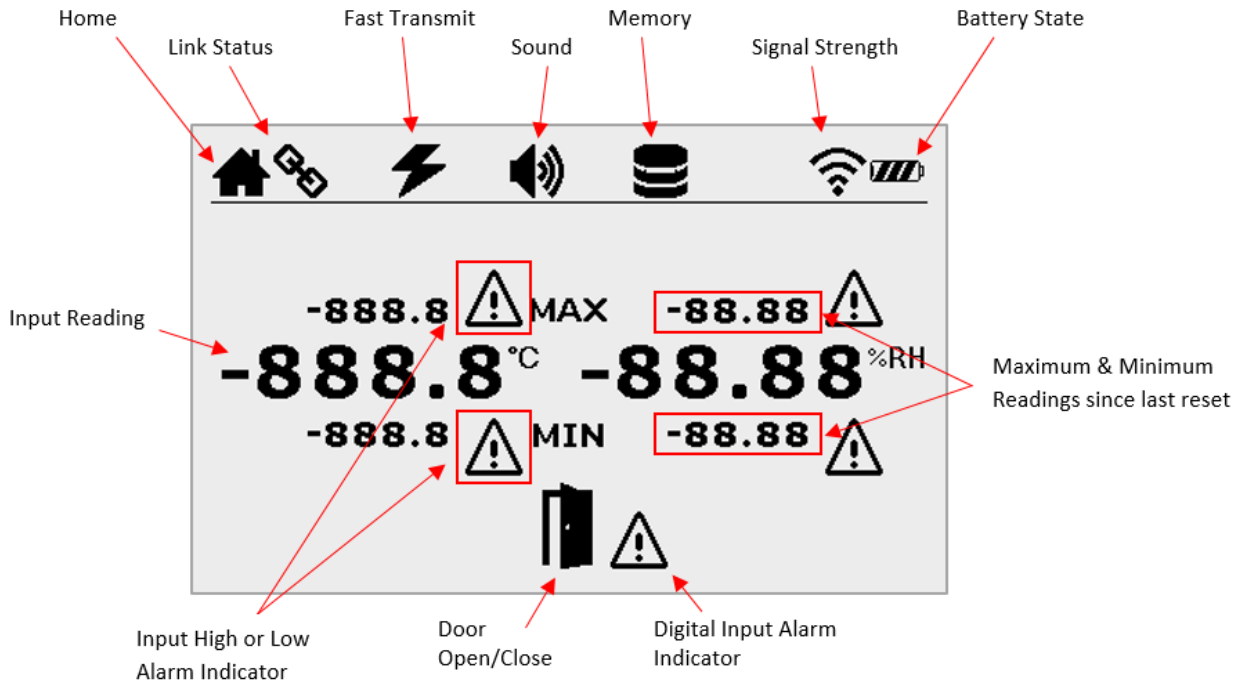 Home
Link Status
Fast Transmit
Sound
Memory
Signal Strength
Battery State
-888.8 MAX -88.88
Input Reading
-888.8°C -88.88%RH
Maximum & Minimum
Readings since last reset
-888.8 MIN -88.88
Input High or Low
Alarm Indicator
Door
Open/Close
Digital Input Alarm
Indicator